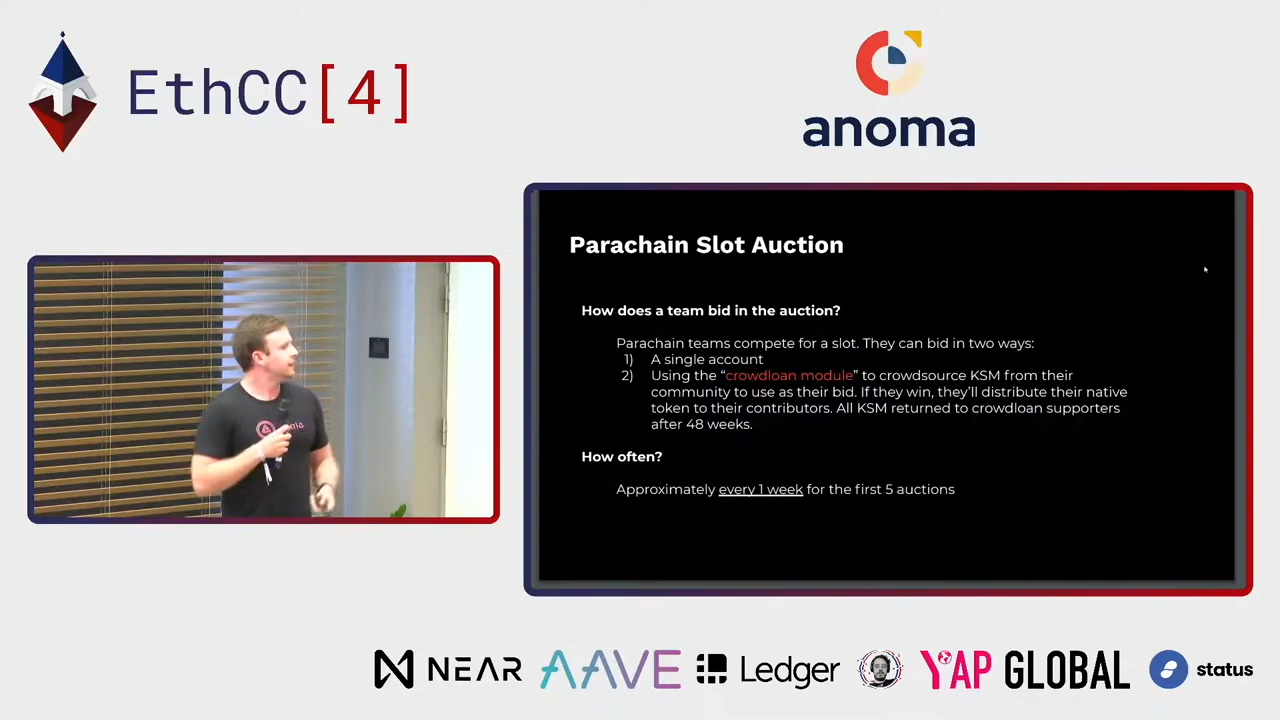 EthCC[4]
anoma
Parachain Slot Auction
How does a team bid in the auction?
Parachain teams compete for a slot. They can bid in two ways:
1) A single account
2) Using the “crowdloan module” to crowdsource KSM from their
community to use as their bid. If they win, they’ll distribute their native
token to their contributors. All KSM returned to crowdloan supporters
after 48 weeks.
How often?
Approximately every 1 week for the first 5 auctions
NEAR
AAVE
Ledger
YAP GLOBAL
status